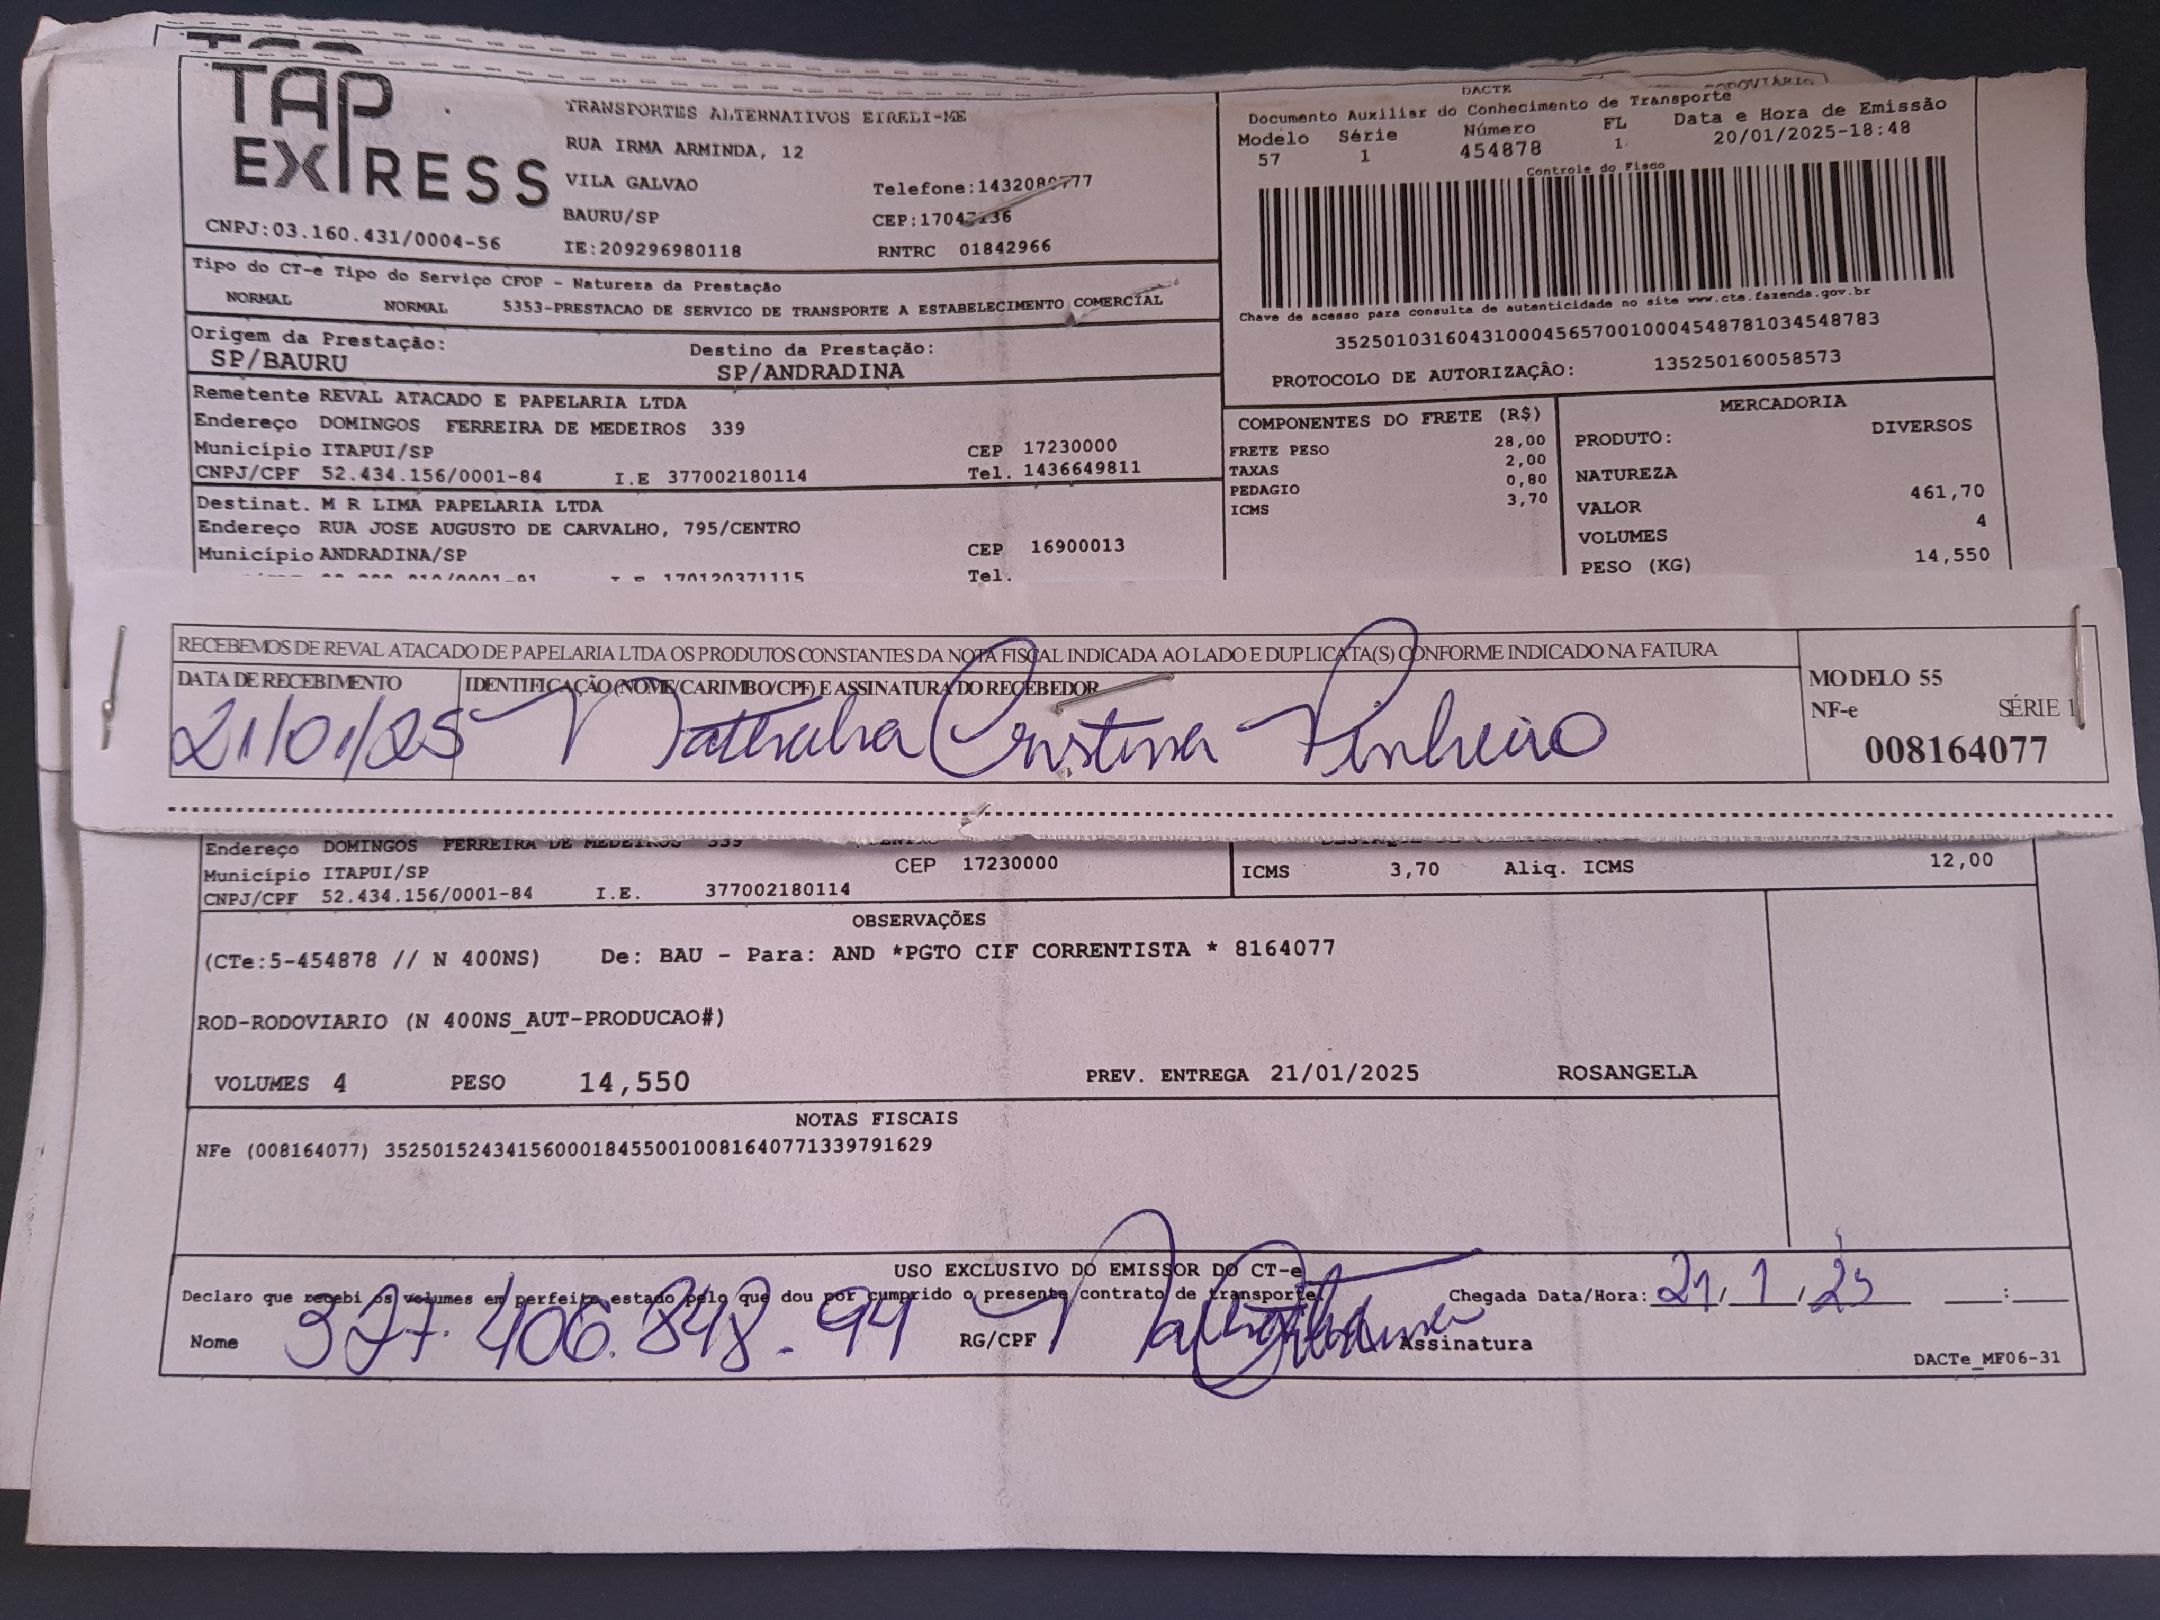 TAP
EXPRESS
TRANSPORTES ALTERNATIVOS EIRELI-ME
RUA IRMA ARMINDA, 12
VILA GALVAO
Telefone:1432080777
BAURU/SP
CEP:17047136
CNPJ:03.160.431/0004-56
IE:209296980118
RNTRC 01842966
RODOVIÁRIO
DACTE
Documento Auxiliar do Conhecimento de Transporte
Modelo Série Número FL Data e Hora de Emissão
57 1 454878 1 20/01/2025-18:48
Controle do Fisco
Chave de acesso para consulta de autenticidade no site www.cte.fazenda.gov.br
35250103160431000456570010004548781034548783
PROTOCOLO DE AUTORIZAÇÃO: 135250160058573
Tipo do CT-e Tipo do Serviço CFOP - Natureza da Prestação
NORMAL NORMAL 5353-PRESTACAO DE SERVICO DE TRANSPORTE A ESTABELECIMENTO COMERCIAL
Origem da Prestação: Destino da Prestação:
SP/BAURU SP/ANDRADINA
Remetente REVAL ATACADO E PAPELARIA LTDA
Endereço DOMINGOS FERREIRA DE MEDEIROS 339
Município ITAPUI/SP CEP 17230000
CNPJ/CPF 52.434.156/0001-84 I.E 377002180114 Tel. 1436649811
Destinat. M R LIMA PAPELARIA LTDA
Endereço RUA JOSE AUGUSTO DE CARVALHO, 795/CENTRO
Município ANDRADINA/SP CEP 16900013
I.E 170120371115 Tel.
COMPONENTES DO FRETE (R$)
FRETE PESO 28,00
TAXAS 2,00
PEDAGIO 0,80
ICMS 3,70
MERCADORIA
PRODUTO: DIVERSOS
NATUREZA
VALOR 461,70
VOLUMES 4
PESO (KG) 14,550
RECEBEMOS DE REVAL ATACADO DE PAPELARIA LTDA OS PRODUTOS CONSTANTES DA NOTA FISCAL INDICADA AO LADO E DUPLICATA(S) CONFORME INDICADO NA FATURA
DATA DE RECEBIMENTO IDENTIFICAÇÃO (NOME/CARIMBO/CPF) E ASSINATURA DO RECEBEDOR
21/01/25 Nathalia Cristina Pinheiro
MODELO 55
NF-e SÉRIE 1
008164077
Endereço DOMINGOS FERREIRA DE MEDEIROS 339
Município ITAPUI/SP CEP 17230000
CNPJ/CPF 52.434.156/0001-84 I.E. 377002180114
ICMS 3,70 Aliq. ICMS 12,00
OBSERVAÇÕES
(CTe:5-454878 // N 400NS) De: BAU - Para: AND *PGTO CIF CORRENTISTA * 8164077
ROD-RODOVIARIO (N 400NS_AUT-PRODUCAO#)
VOLUMES 4 PESO 14,550 PREV. ENTREGA 21/01/2025 ROSANGELA
NOTAS FISCAIS
NFe (008164077) 35250152434156000184550010081640771339791629
USO EXCLUSIVO DO EMISSOR DO CT-e
Declaro que recebi os volumes em perfeito estado pelo que dou por cumprido o presente contrato de transporte. Chegada Data/Hora: 21/1/25 :
Nome 327.406.848-94 RG/CPF Assinatura
DACTe_MF06-31